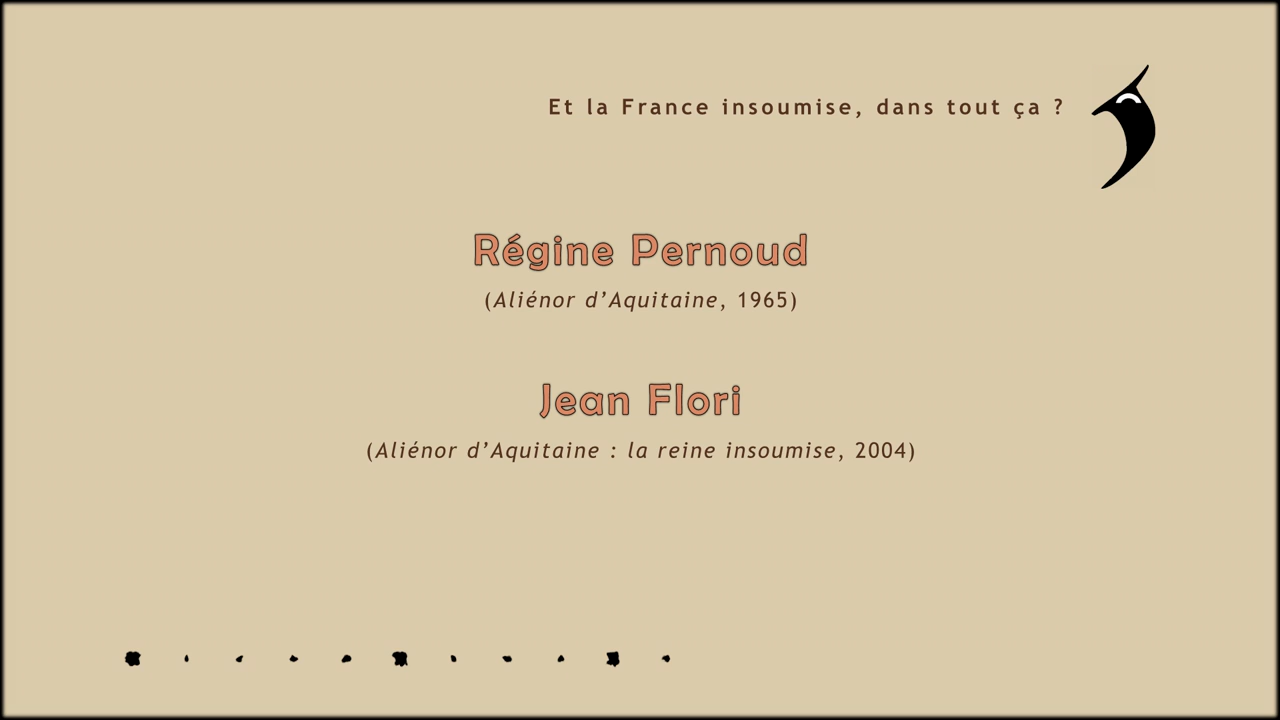 Et la France insoumise, dans tout ça ?
Régine Pernoud
(Aliénor d’Aquitaine, 1965)
Jean Flori
(Aliénor d’Aquitaine : la reine insoumise, 2004)